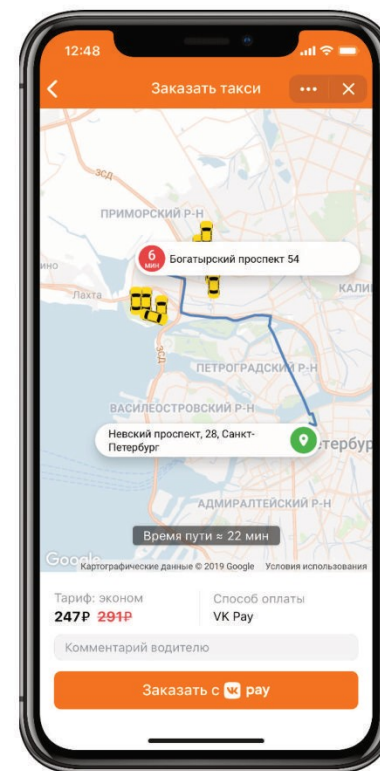 12:48
Заказать такси
ЗСД
ПРИМОРСКИЙ Р-Н
6
мин
Богатырский проспект 54
ино
Лахта
КАЛИ
ЗСД
ПЕТРОГРАДСКИЙ Р-Н
ВАСИЛЕОСТРОВСКИЙ Р-Н
Невский проспект, 28, Санкт-
Петербург
тербур
АДМИРАЛТЕЙСКИЙ Р-Н
Время пути ≈ 22 мин
Google
Картографические данные © 2019 Google Условия использования
Тариф: эконом
Способ оплаты
247₽ 291₽
VK Pay
Комментарий водителю
Заказать с pay